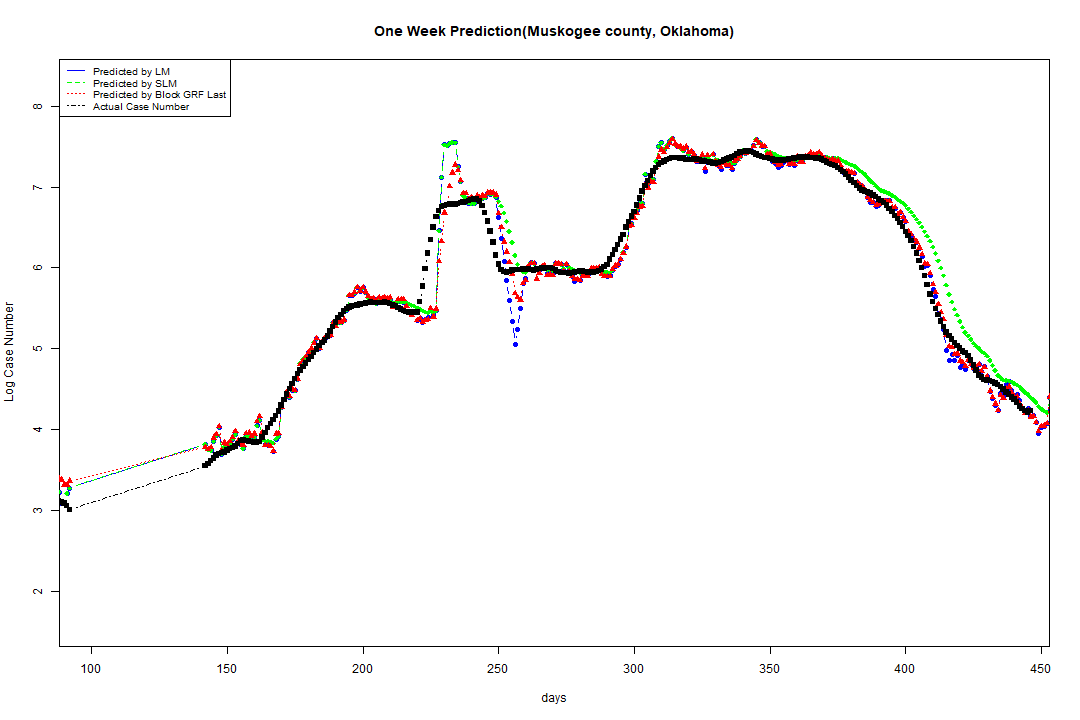 One Week Prediction(Muskogee county, Oklahoma)
Predicted by LM
Predicted by SLM
Predicted by Block GRF Last
Actual Case Number
8
7
6
5
4
3
2
Log Case Number
100 150 200 250 300 350 400 450
days